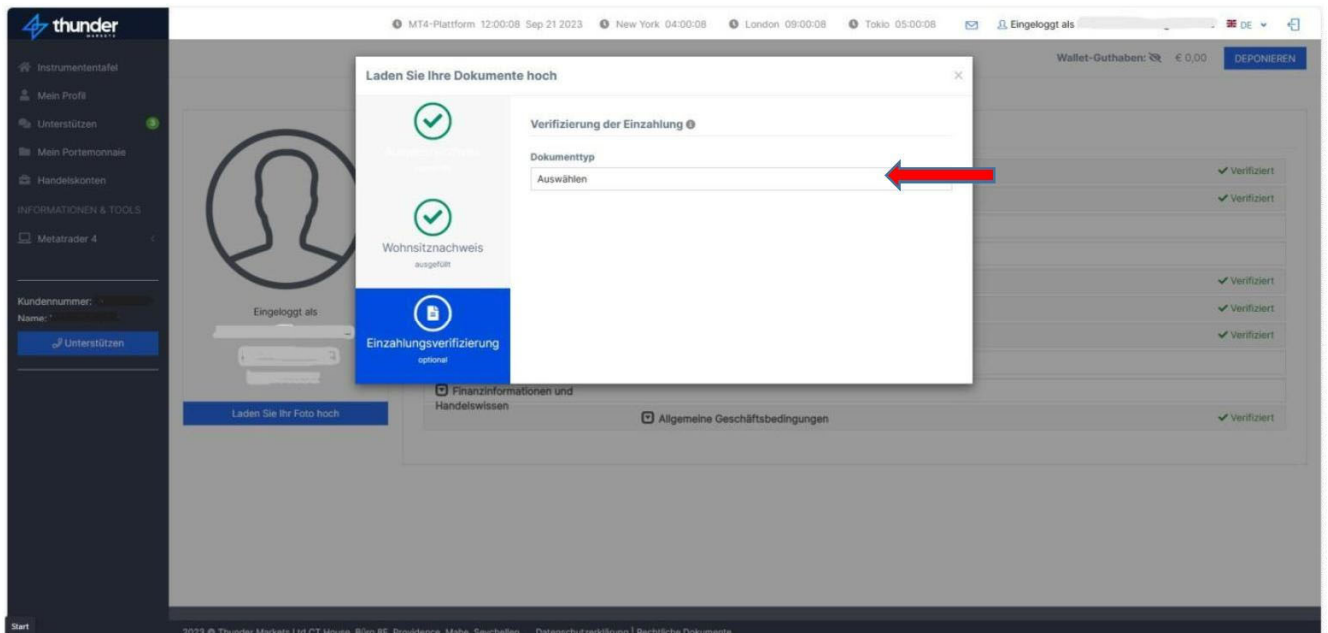 thunder
MARKETS
MT4-Plattform 12:00:08 Sep 21 2023
New York 04:00:08
London 09:00:08
Tokio 05:00:08
Eingeloggt als
DE
Wallet-Guthaben:
€ 0,00
DEPONIEREN
Instrumententafel
Mein Profil
Unterstützen
3
Mein Portemonnaie
Handelskonten
INFORMATIONEN & TOOLS
Metatrader 4
Kundennummer:
Name:
Unterstützen
Eingeloggt als
Laden Sie Ihr Foto hoch
Laden Sie Ihre Dokumente hoch
Wohnsitznachweis
ausgefüllt
Einzahlungsverifizierung
optional
Verifizierung der Einzahlung
Dokumenttyp
Auswählen
Verifiziert
Verifiziert
Verifiziert
Verifiziert
Verifiziert
Finanzinformationen und
Handelswissen
Allgemeine Geschäftsbedingungen
Verifiziert
Start
2023 © Thunder Markets Ltd CT House, Büro 8F, Providence, Mahe, Seychellen
Datenschutzerklärung | Rechtliche Dokumente